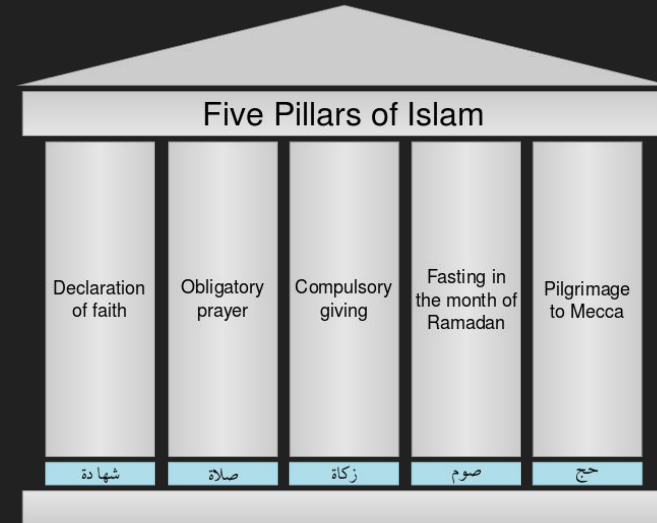 Five Pillars of Islam
Declaration
of faith
Obligatory
prayer
Compulsory
giving
Fasting in
the month of
Ramadan
Pilgrimage
to Mecca
شهادة
صلاة
زكاة
صوم
حج